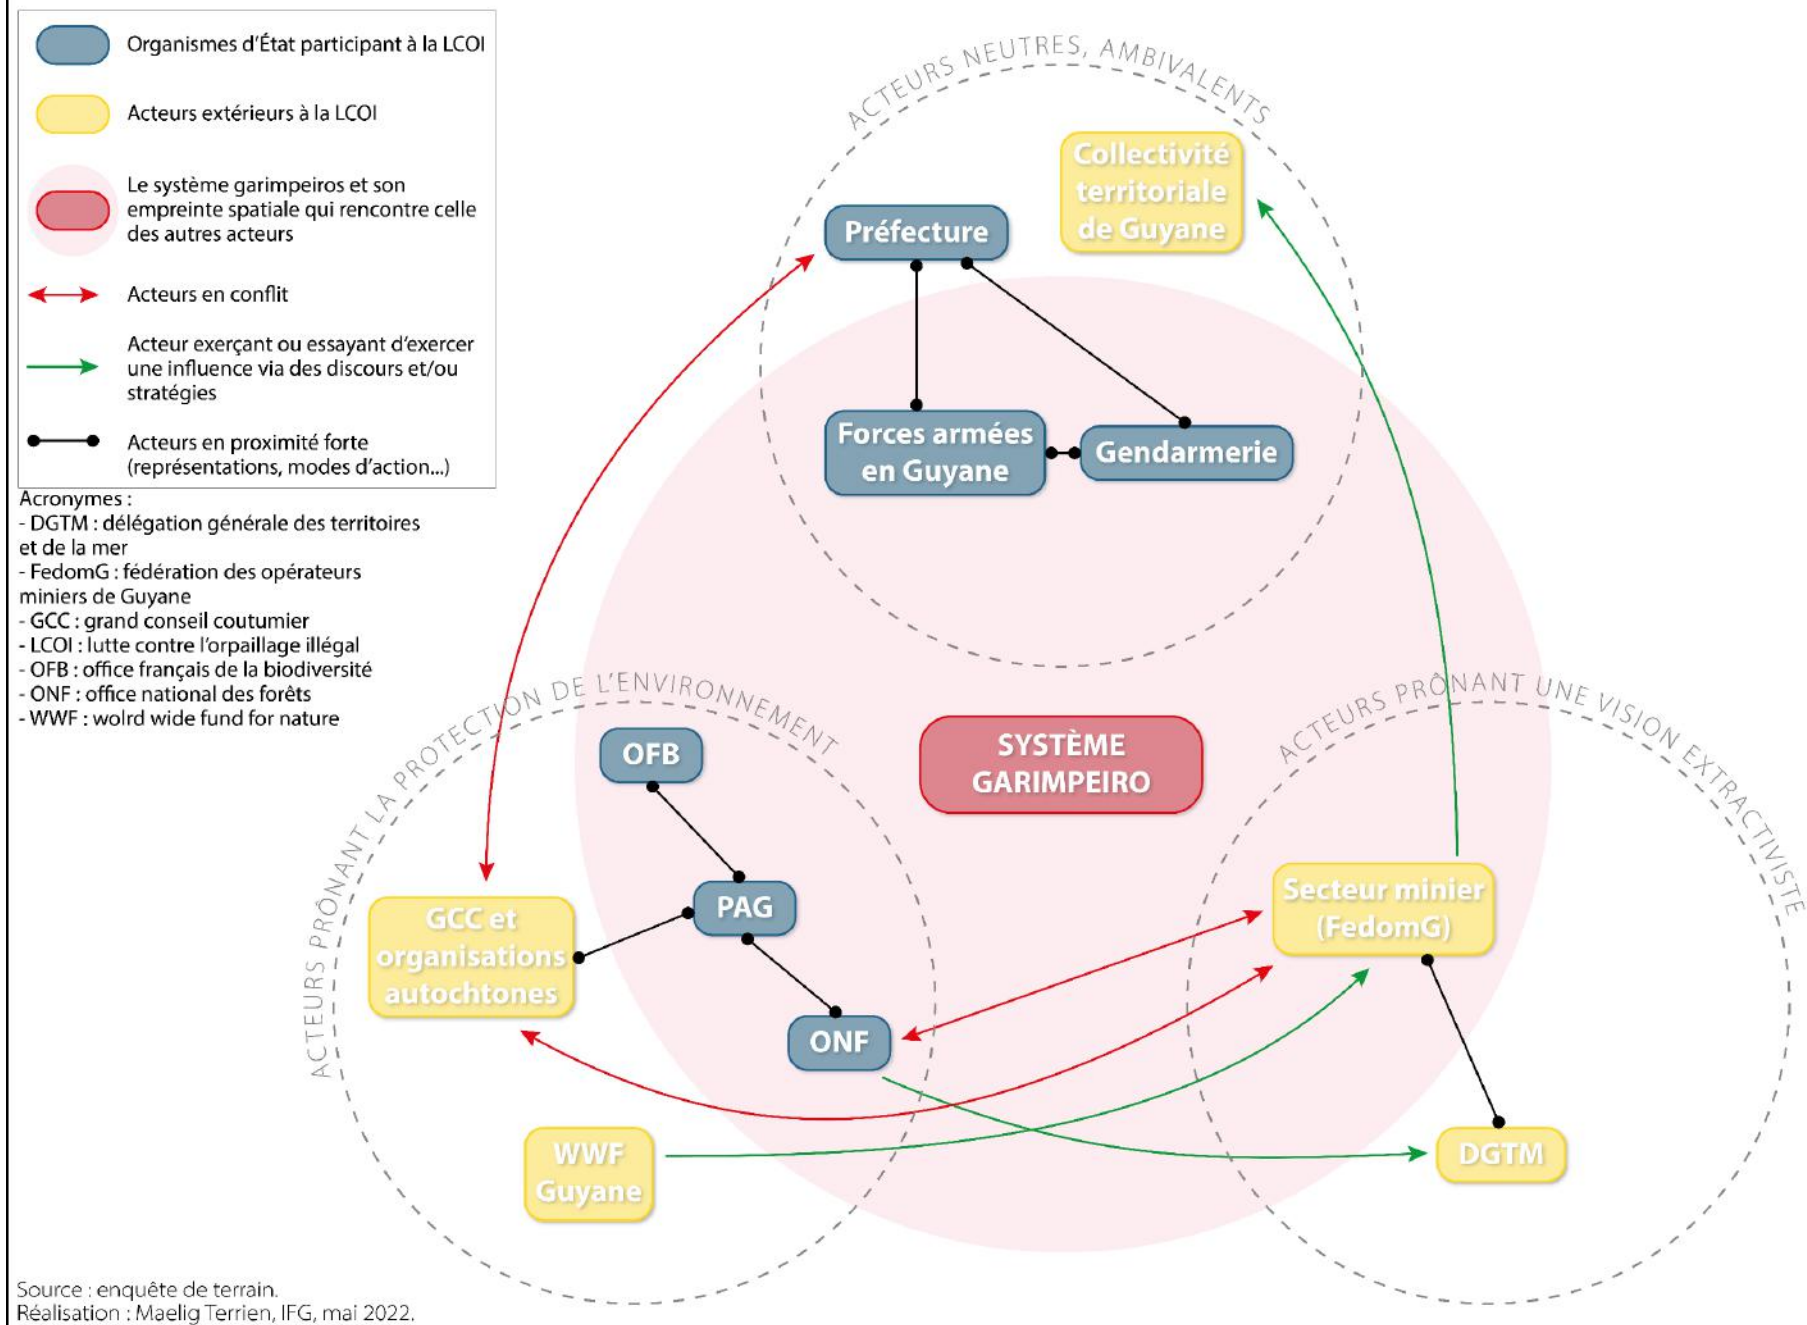 Organismes d'État participant à la LCOI
Acteurs extérieurs à la LCOI
Le système garimpeiros et son
empreinte spatiale qui rencontre celle
des autres acteurs
Acteurs en conflit
Acteur exerçant ou essayant d'exercer
une influence via des discours et/ou
stratégies
Acteurs en proximité forte
(représentations, modes d'action...)
Acronymes :
- DGTM : délégation générale des territoires
et de la mer
- FedomG : fédération des opérateurs
miniers de Guyane
- GCC : grand conseil coutumier
- LCOI : lutte contre l'orpaillage illégal
- OFB : office français de la biodiversité
- ONF : office national des forêts
- WWF : wolrd wide fund for nature
ACTEURS NEUTRES, AMBIVALENTS
Collectivité
territoriale
de Guyane
Préfecture
Forces armées
en Guyane
Gendarmerie
ACTEURS PRÔNANT LA PROTECTION DE L'ENVIRONNEMENT
OFB
PAG
GCC et
organisations
autochtones
ONF
WWF
Guyane
SYSTÈME
GARIMPEIRO
ACTEURS PRÔNANT UNE VISION EXTRACTIVISTE
Secteur minier
(FedomG)
DGTM
Source : enquête de terrain.
Réalisation : Maelig Terrien, IFG, mai 2022.